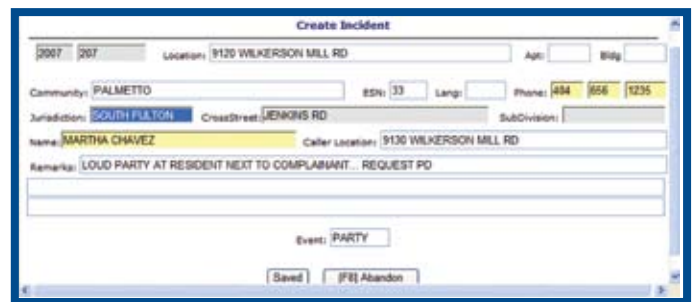 Create Incident
2007 207 Location: 9120 WILKERSON MILL RD Apt: Bldg
Community: PALMETTO ESN: 33 Lang: Phone: 404 656 1235
Jurisdiction: SOUTH FULTON CrossStreet: JENKINS RD SubDivision:
Name: MARTHA CHAVEZ Caller Location: 9130 WILKERSON MILL RD
Remarks: LOUD PARTY AT RESIDENT NEXT TO COMPLAINANT... REQUEST PD
Event: PARTY
Saved [F8] Abandon